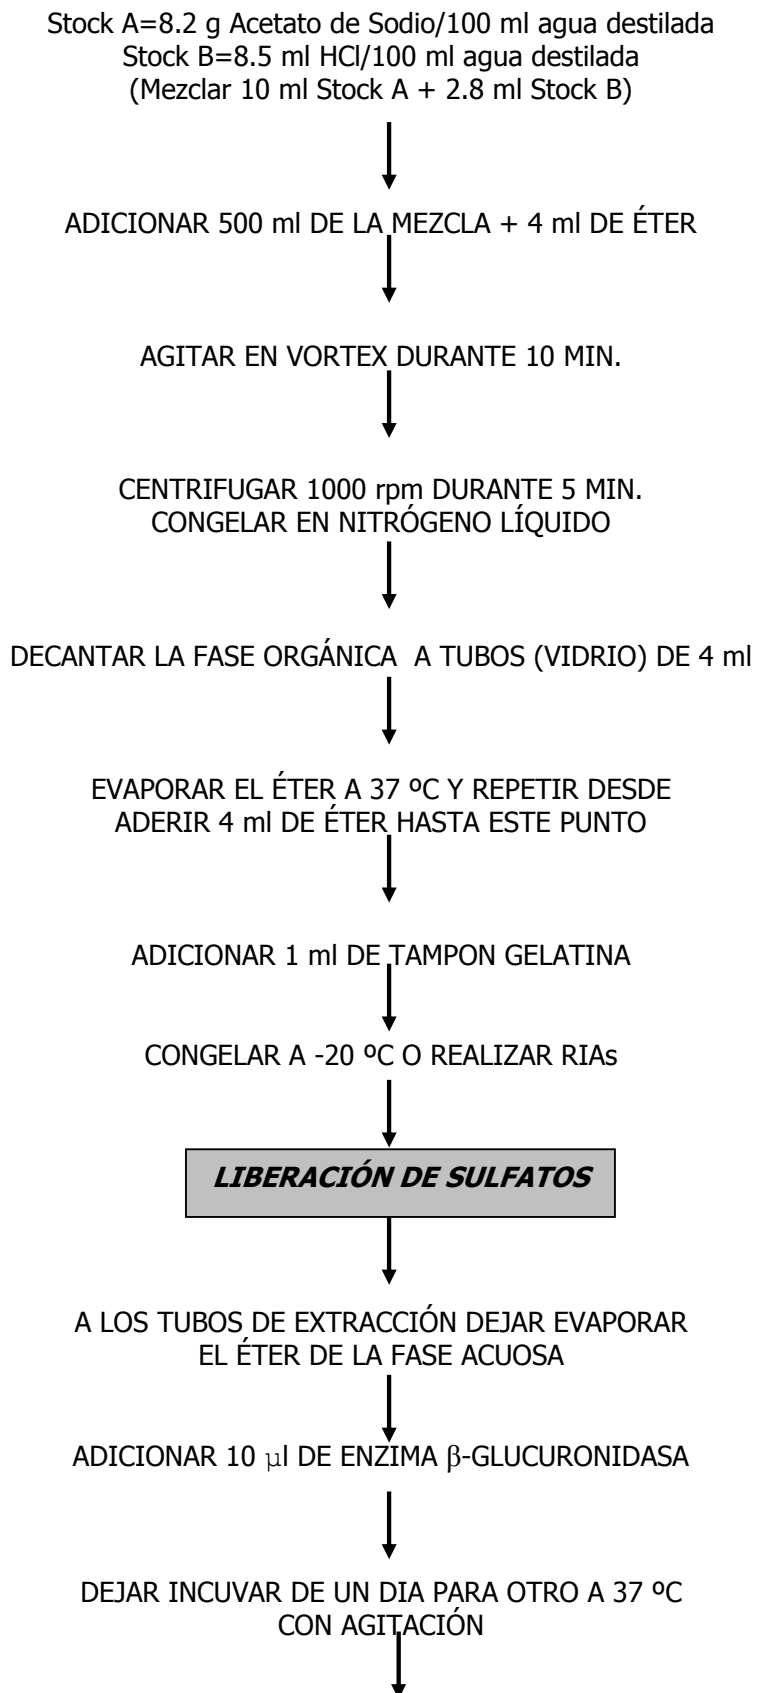 Stock A=8.2 g Acetato de Sodio/100 ml agua destilada
Stock B=8.5 ml HCl/100 ml agua destilada
(Mezclar 10 ml Stock A + 2.8 ml Stock B)
ADICIONAR 500 ml DE LA MEZCLA + 4 ml DE ÉTER
AGITAR EN VORTEX DURANTE 10 MIN.
CENTRIFUGAR 1000 rpm DURANTE 5 MIN.
CONGELAR EN NITRÓGENO LÍQUIDO
DECANTAR LA FASE ORGÁNICA A TUBOS (VIDRIO) DE 4 ml
EVAPORAR EL ÉTER A 37 ºC Y REPETIR DESDE
ADERIR 4 ml DE ÉTER HASTA ESTE PUNTO
ADICIONAR 1 ml DE TAMPON GELATINA
CONGELAR A -20 ºC O REALIZAR RIAs
LIBERACIÓN DE SULFATOS
A LOS TUBOS DE EXTRACCIÓN DEJAR EVAPORAR
EL ÉTER DE LA FASE ACUOSA
ADICIONAR 10 μl DE ENZIMA β-GLUCURONIDASA
DEJAR INCUVAR DE UN DIA PARA OTRO A 37 ºC
CON AGITACIÓN